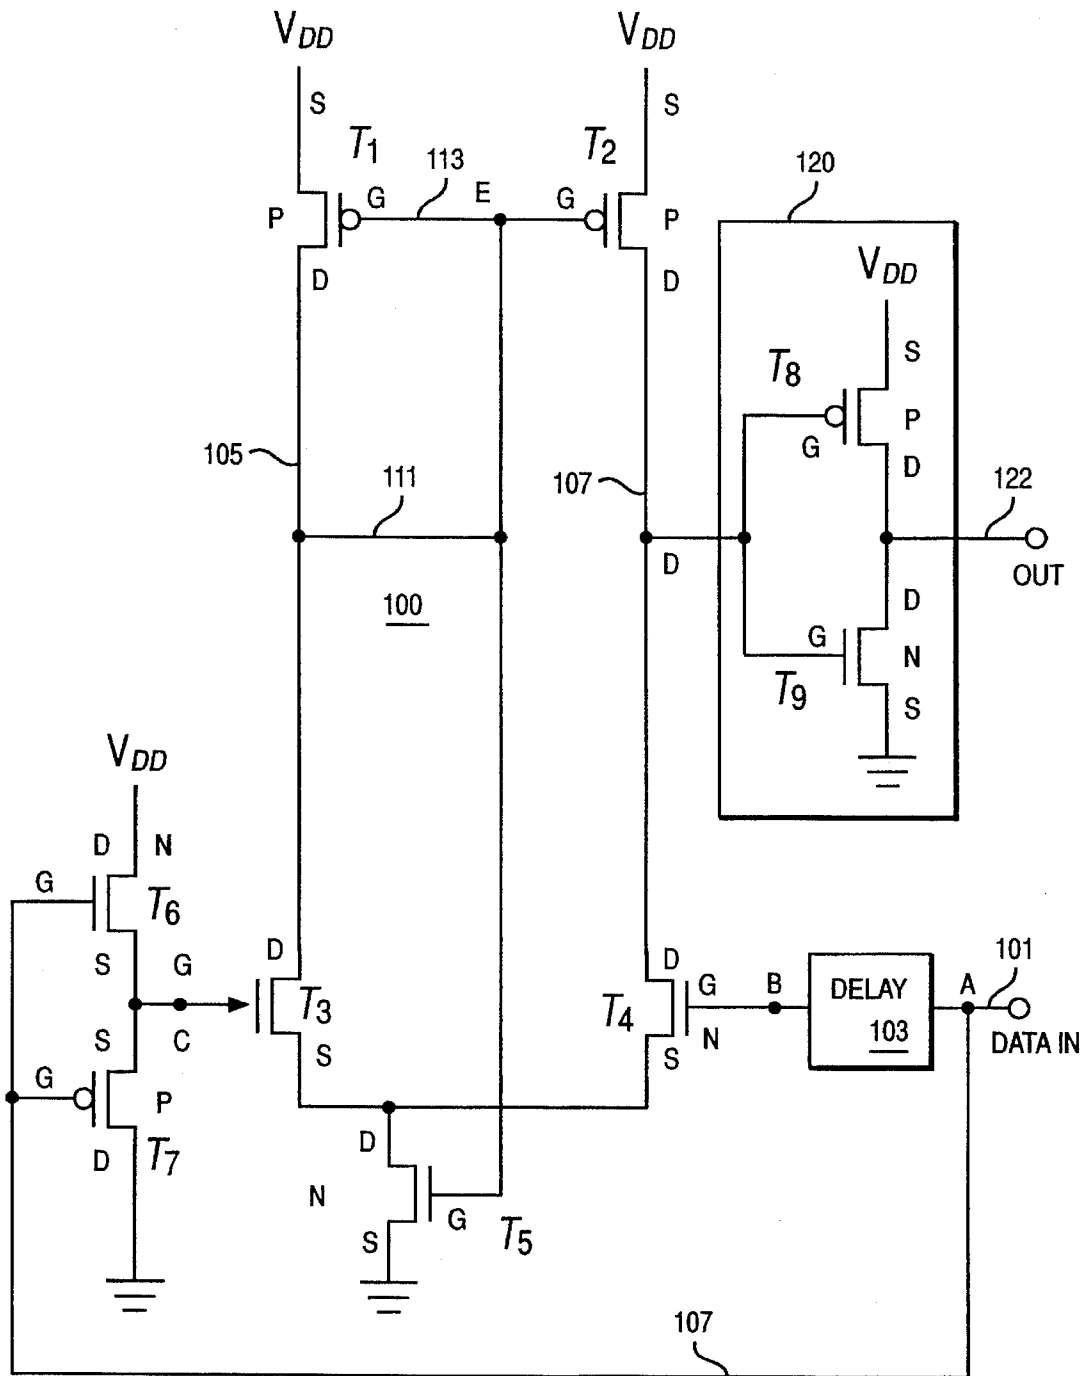 VDD VDD
S S
T1 113 T2 120
G E G
P P
VDD
D D
S
T8
P
G
105 D
111 107 122
D
OUT
100 D
G
N
T9
S
VDD
D N
G
T6
D D 101
S G G B DELAY A
T3 T4
C 103
S N DATA IN
G S S
P
D T7 D
N
G T5
S
107